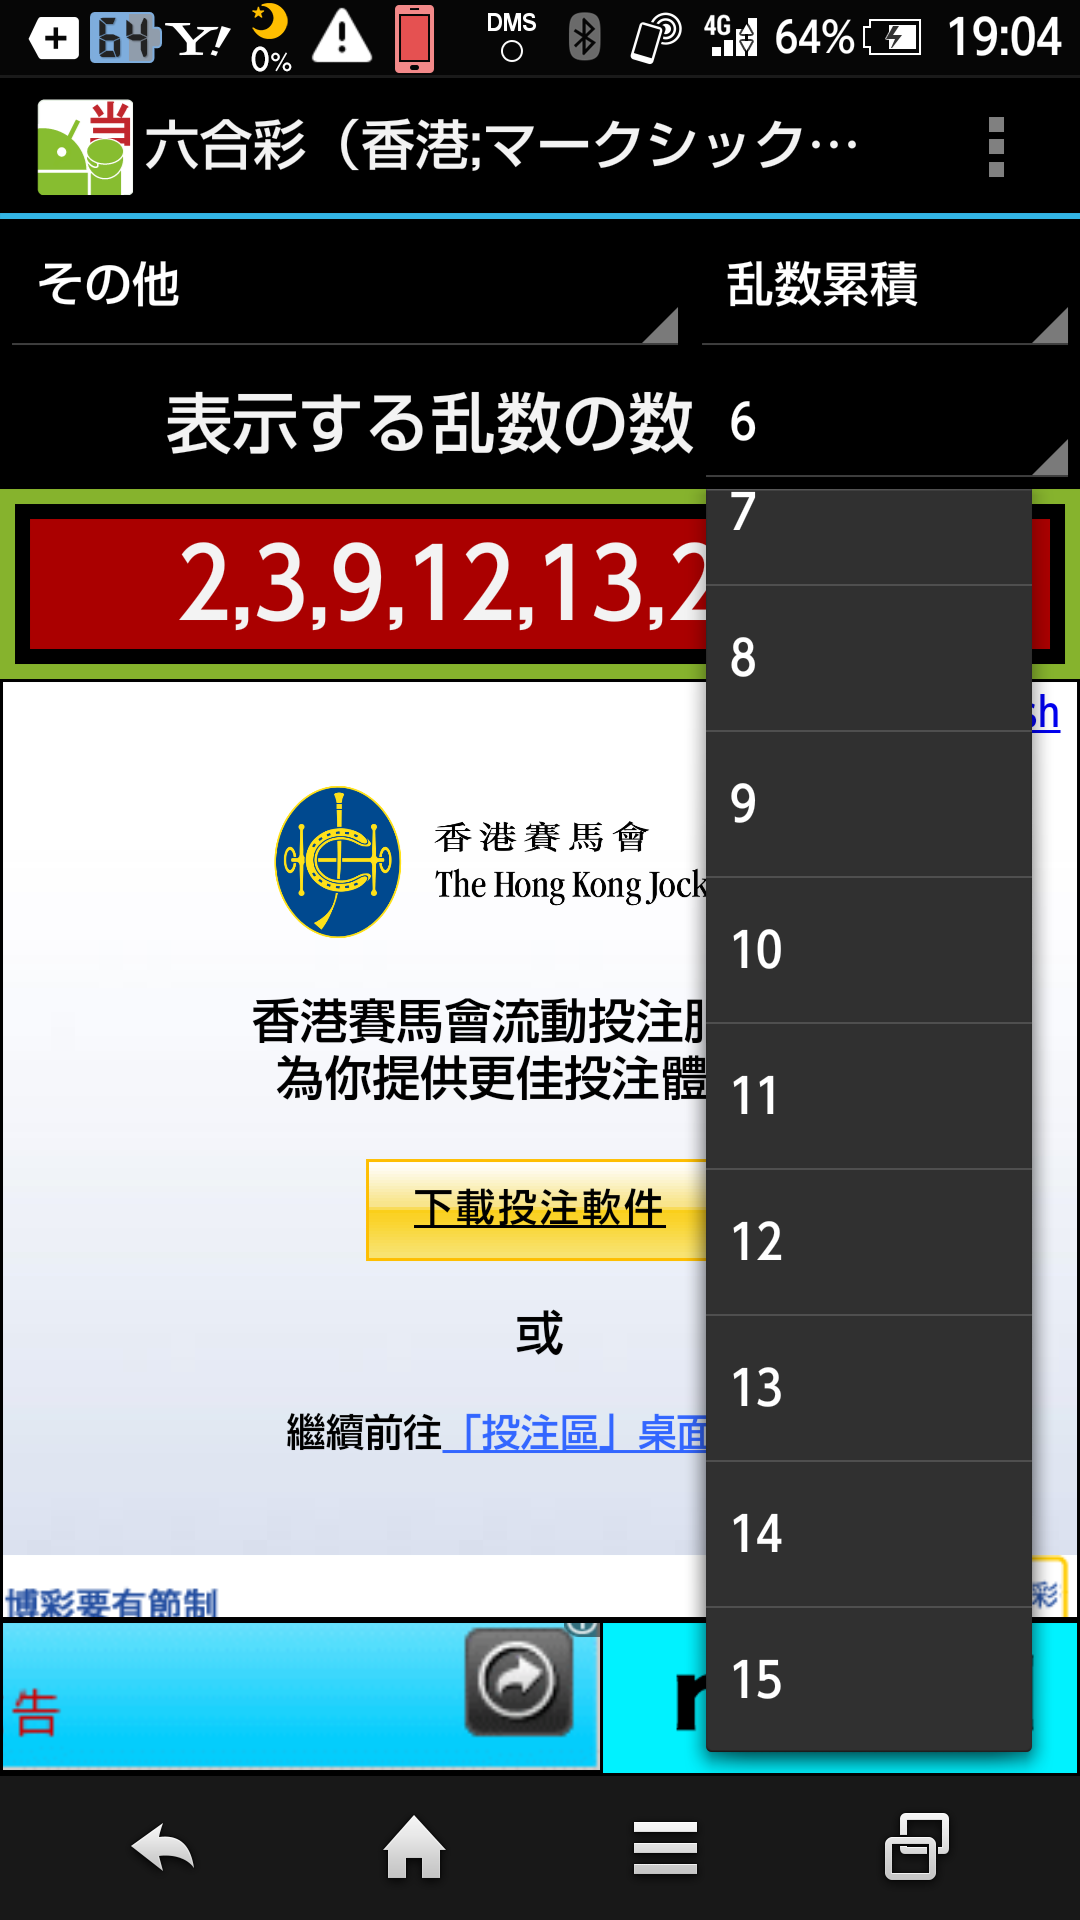 64 Y! 0% DMS 4G 64% 19:04
当 六合彩（香港;マークシック…
その他 乱数累積
表示する乱数の数 6
7
2,3,9,12,13,2
8
sh
9
香港賽馬會
The Hong Kong Jock
10
香港賽馬會流動投注
為你提供更佳投注體
11
下載投注軟件
12
或
13
繼續前往「投注區」桌面
14
博彩要有節制
彩
15
告